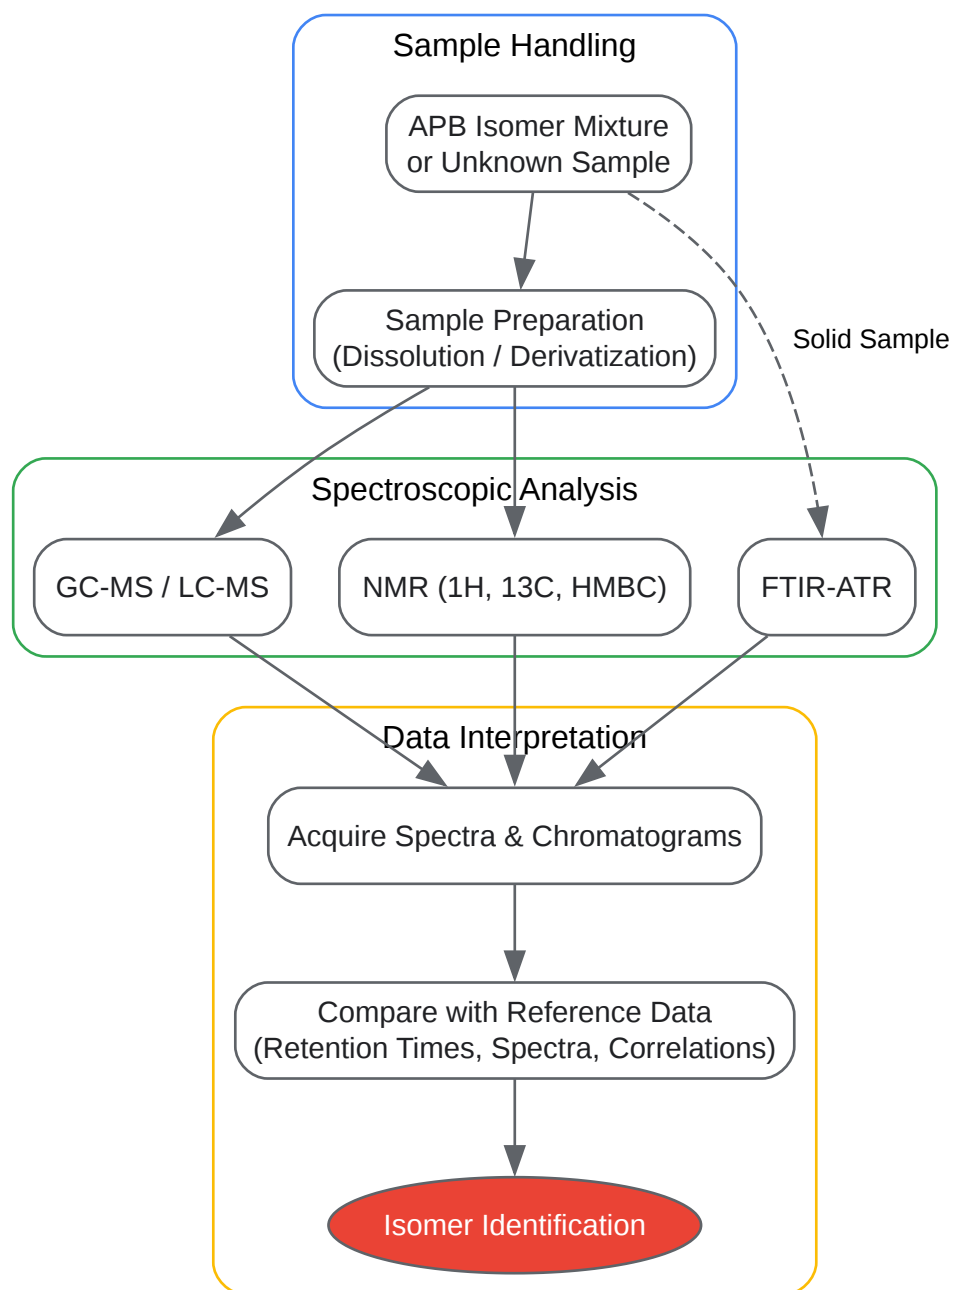 Sample Handling
APB Isomer Mixture
or Unknown Sample
Sample Preparation
(Dissolution / Derivatization)
Solid Sample
Spectroscopic Analysis
GC-MS / LC-MS
NMR (1H, 13C, HMBC)
FTIR-ATR
Data Interpretation
Acquire Spectra & Chromatograms
Compare with Reference Data
(Retention Times, Spectra, Correlations)
Isomer Identification